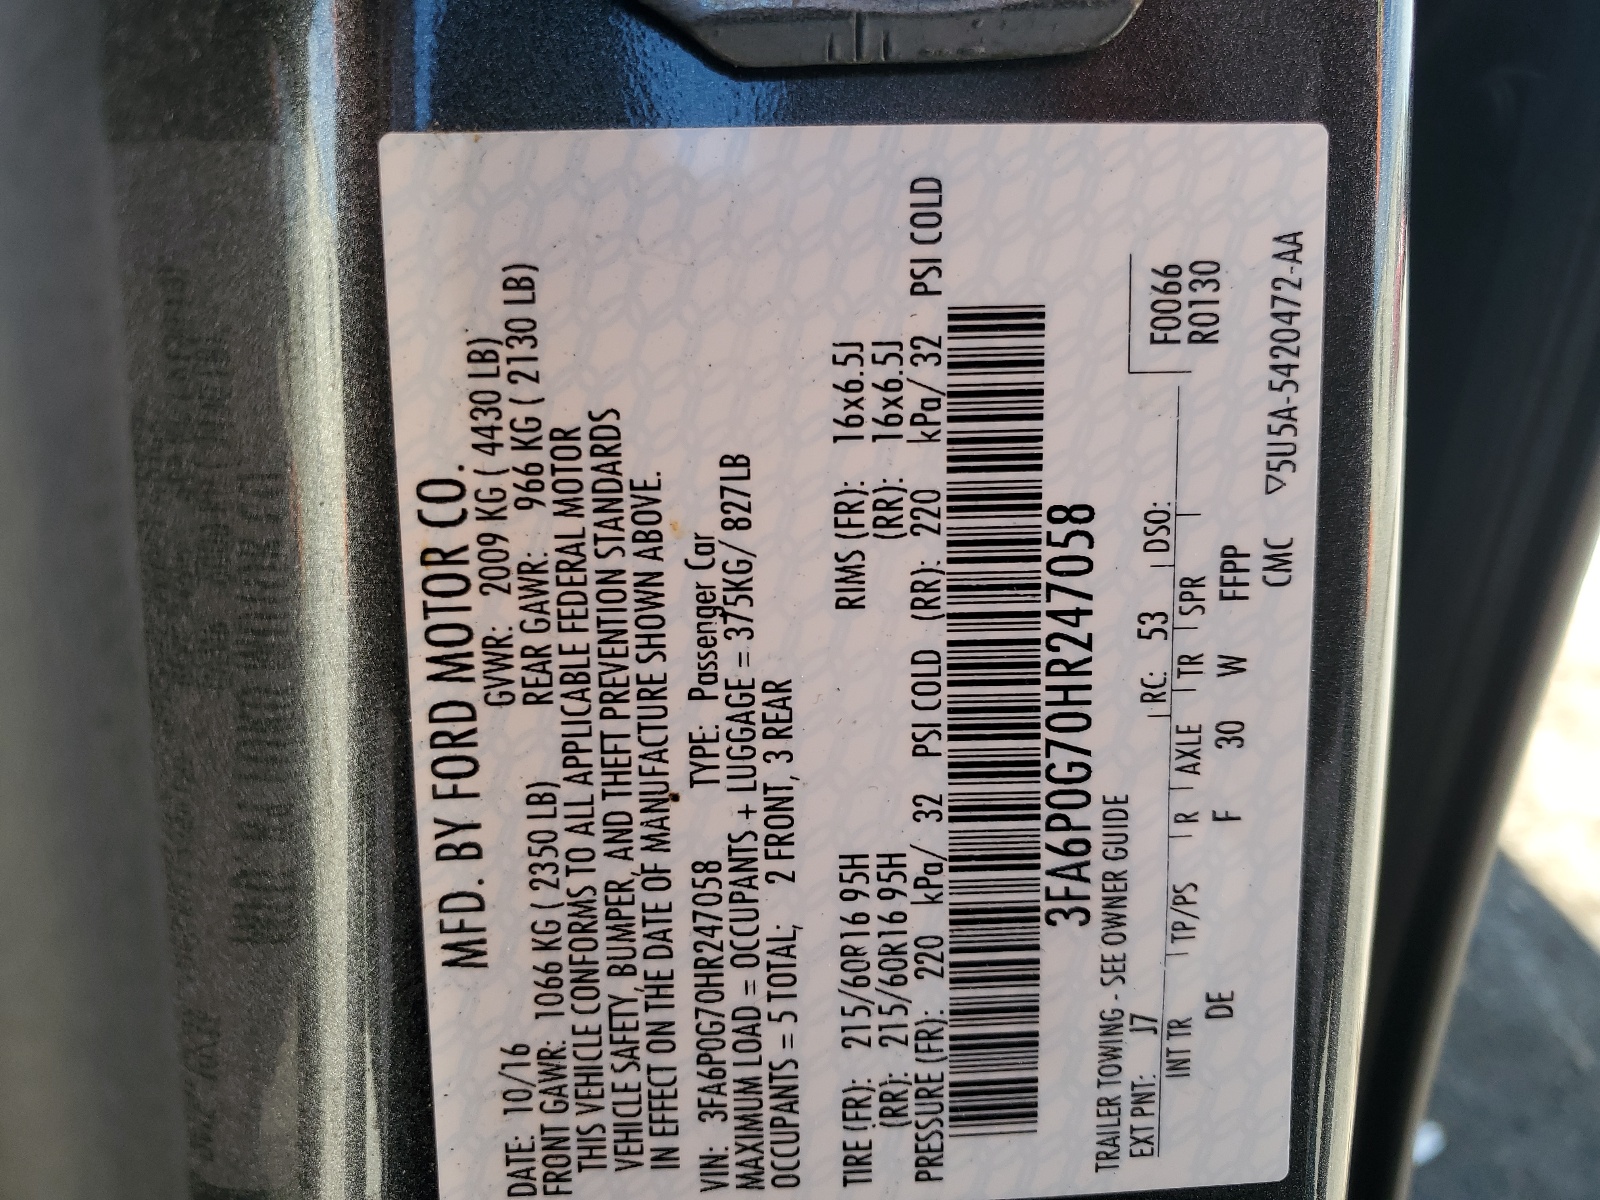 MFD. BY FORD MOTOR CO.
DATE: 10/16 GVWR: 2009 KG ( 4430 LB)
FRONT GAWR: 1066 KG ( 2350 LB) REAR GAWR: 966 KG ( 2130 LB)
THIS VEHICLE CONFORMS TO ALL APPLICABLE FEDERAL MOTOR
VEHICLE SAFETY, BUMPER, AND THEFT PREVENTION STANDARDS
IN EFFECT ON THE DATE OF MANUFACTURE SHOWN ABOVE.
VIN: 3FA6P0G70HR247058 TYPE: Passenger Car
MAXIMUM LOAD = OCCUPANTS + LUGGAGE = 375KG/ 827LB
OCCUPANTS = 5 TOTAL; 2 FRONT, 3 REAR
TIRE (FR): 215/60R16 95H RIMS (FR): 16x6.5J
(RR): 215/60R16 95H (RR): 16x6.5J
PRESSURE (FR): 220 kPa/ 32 PSI COLD (RR): 220 kPa/ 32 PSI COLD
3FA6P0G70HR247058
TRAILER TOWING - SEE OWNER GUIDE
EXT PNT: J7 RC: 53 DSO:
F0066
R0130
INT TR TP/PS R AXLE TR SPR
DE F 30 W FFPP
CMC ▽5U5A-5420472-AA